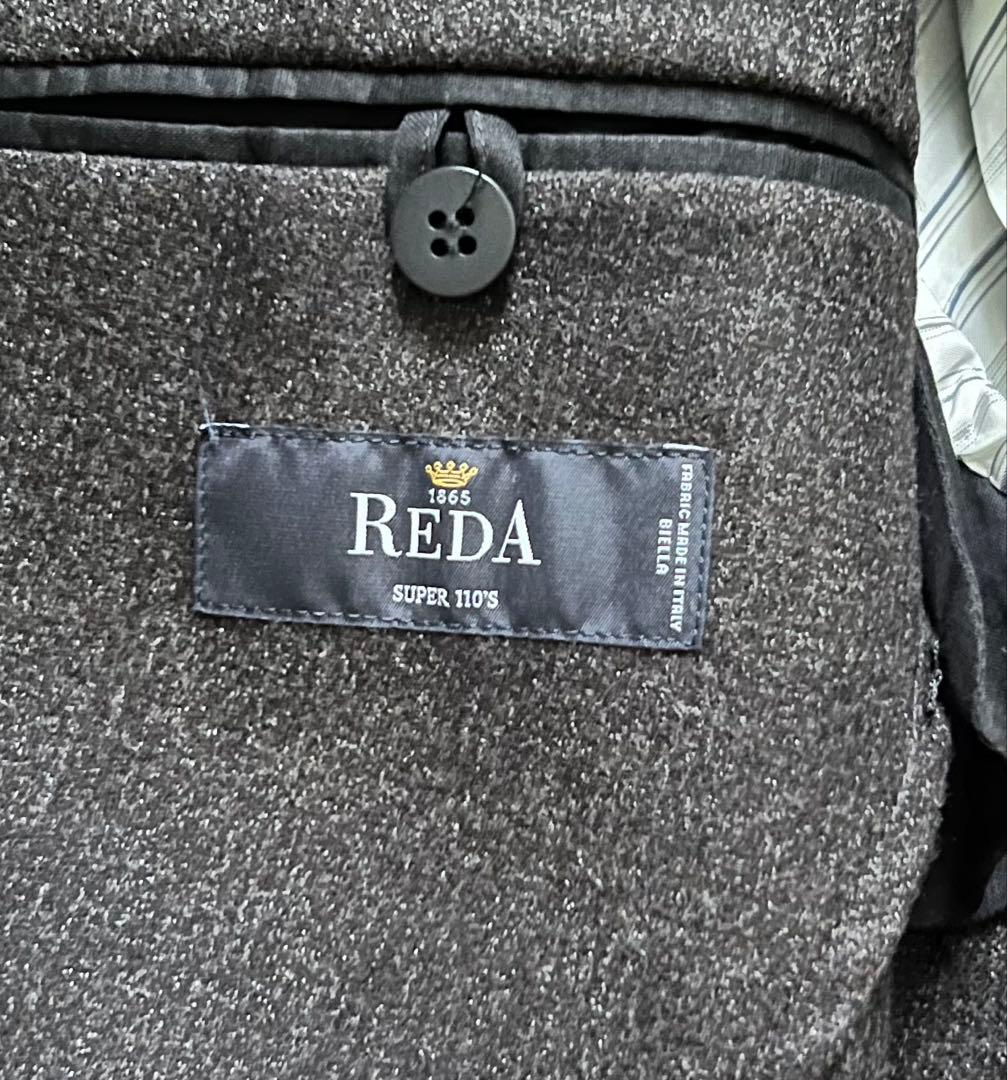 1865
REDA
SUPER 110'S
FABRIC MADE IN ITALY
BIELLA